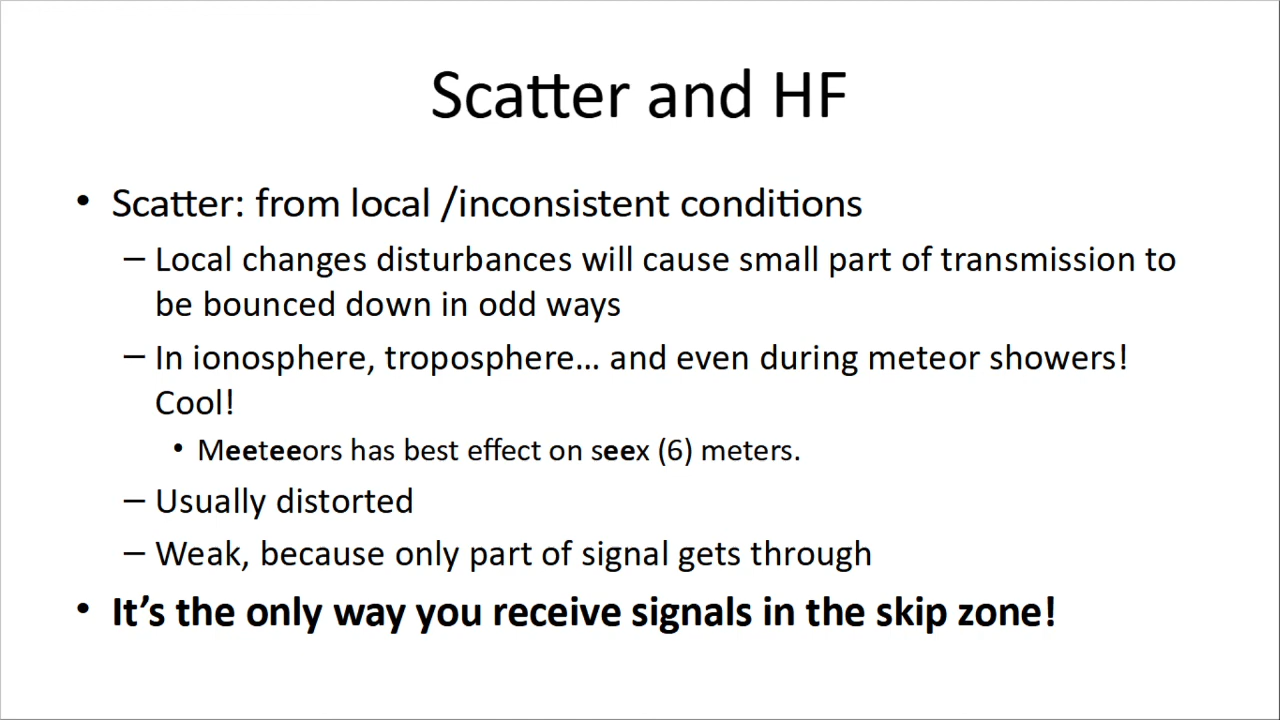 Scatter and HF
• Scatter: from local /inconsistent conditions
– Local changes disturbances will cause small part of transmission to
be bounced down in odd ways
– In ionosphere, troposphere… and even during meteor showers!
Cool!
• Meeteeors has best effect on seex (6) meters.
– Usually distorted
– Weak, because only part of signal gets through
• It’s the only way you receive signals in the skip zone!